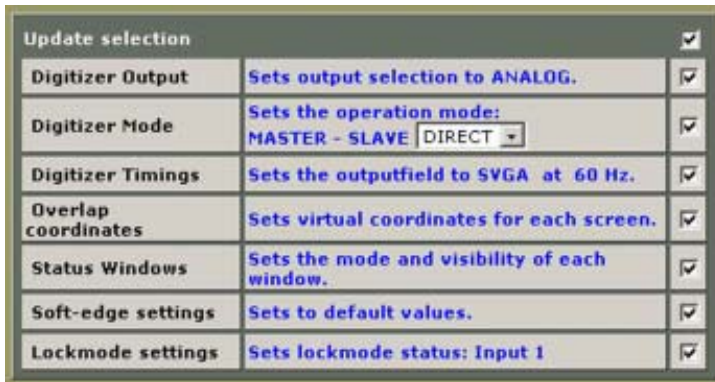 Update selection
Digitizer Output Sets output selection to ANALOG.
Digitizer Mode Sets the operation mode:
MASTER - SLAVE DIRECT
Digitizer Timings Sets the outputfield to SVGA at 60 Hz.
Overlap
coordinates Sets virtual coordinates for each screen.
Status Windows Sets the mode and visibility of each
window.
Soft-edge settings Sets to default values.
Lockmode settings Sets lockmode status: Input 1